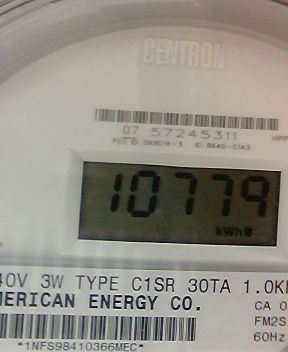 CENTRON®
07 57245311
10779
kWh
40V 3W TYPE C1SR 30TA 1.0K
MERICAN ENERGY CO.
CA 0
FM2S
60Hz
*1NFS98410366MEC*